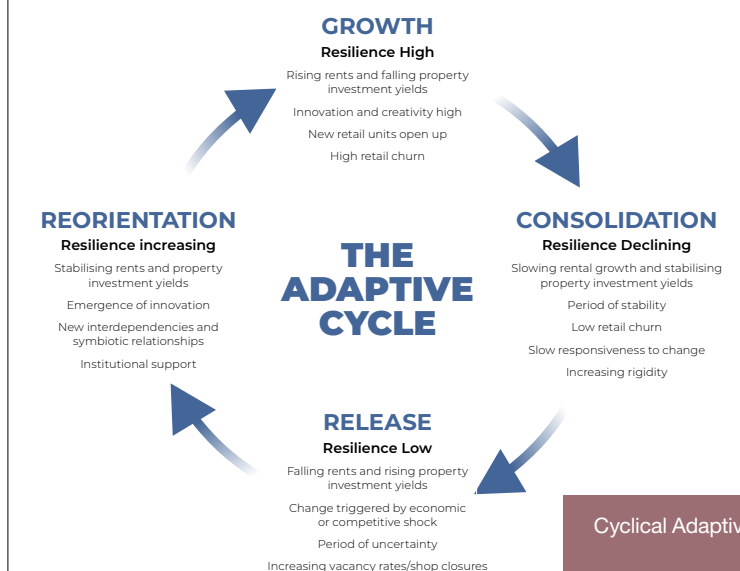 GROWTH
Resilience High
Rising rents and falling property
investment yields
Innovation and creativity high
New retail units open up
High retail churn
REORIENTATION
Resilience increasing
Stabilising rents and property
investment yields
Emergence of innovation
New interdependencies and
symbiotic relationships
Institutional support
THE
ADAPTIVE
CYCLE
CONSOLIDATION
Resilience Declining
Slowing rental growth and stabilising
property investment yields
Period of stability
Low retail churn
Slow responsiveness to change
Increasing rigidity
RELEASE
Resilience Low
Falling rents and rising property
investment yields
Change triggered by economic
or competitive shock
Period of uncertainty
Increasing vacancy rates/shop closures
Cyclical Adaptiv